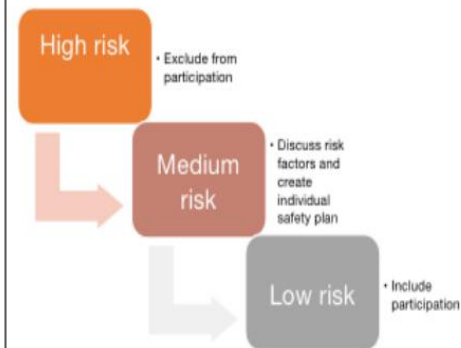 High risk
• Exclude from
participation
Medium
risk
• Discuss risk
factors and
create
individual
safety plan
Low risk
• Include
participation